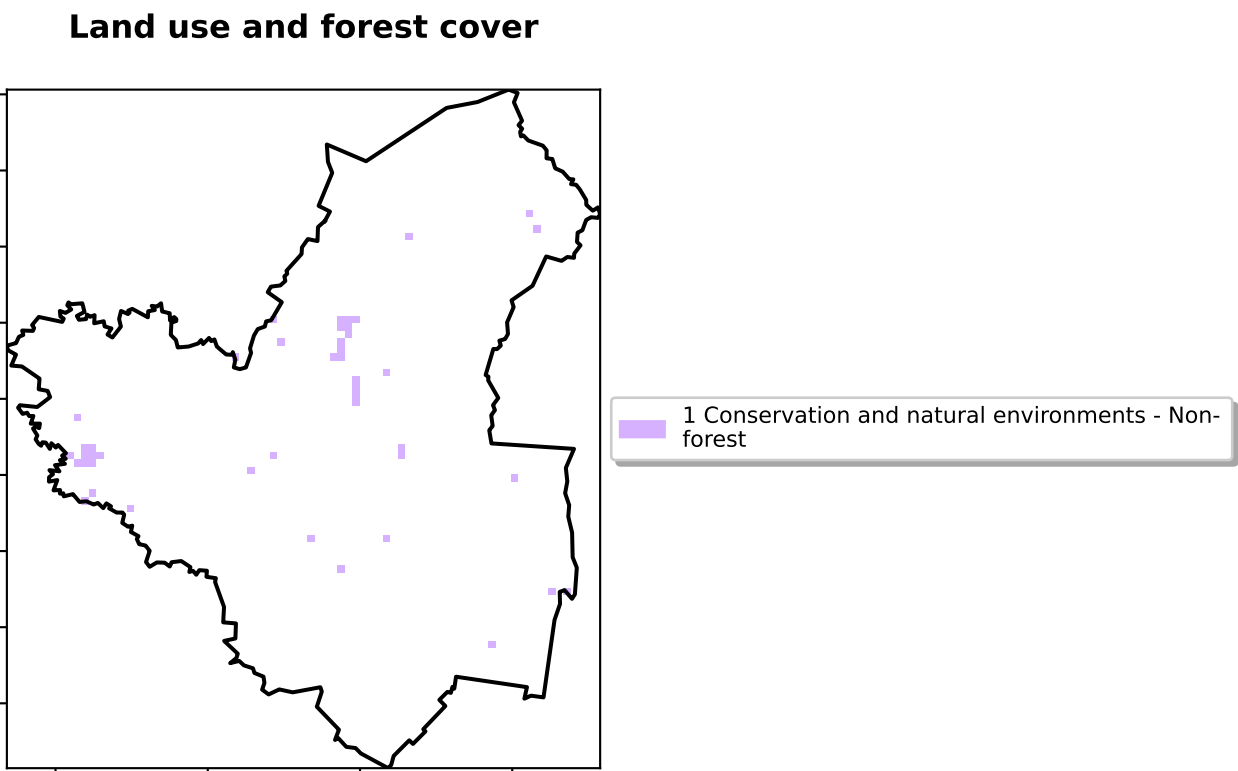 Land use and forest cover
1 Conservation and natural environments - Non-
forest